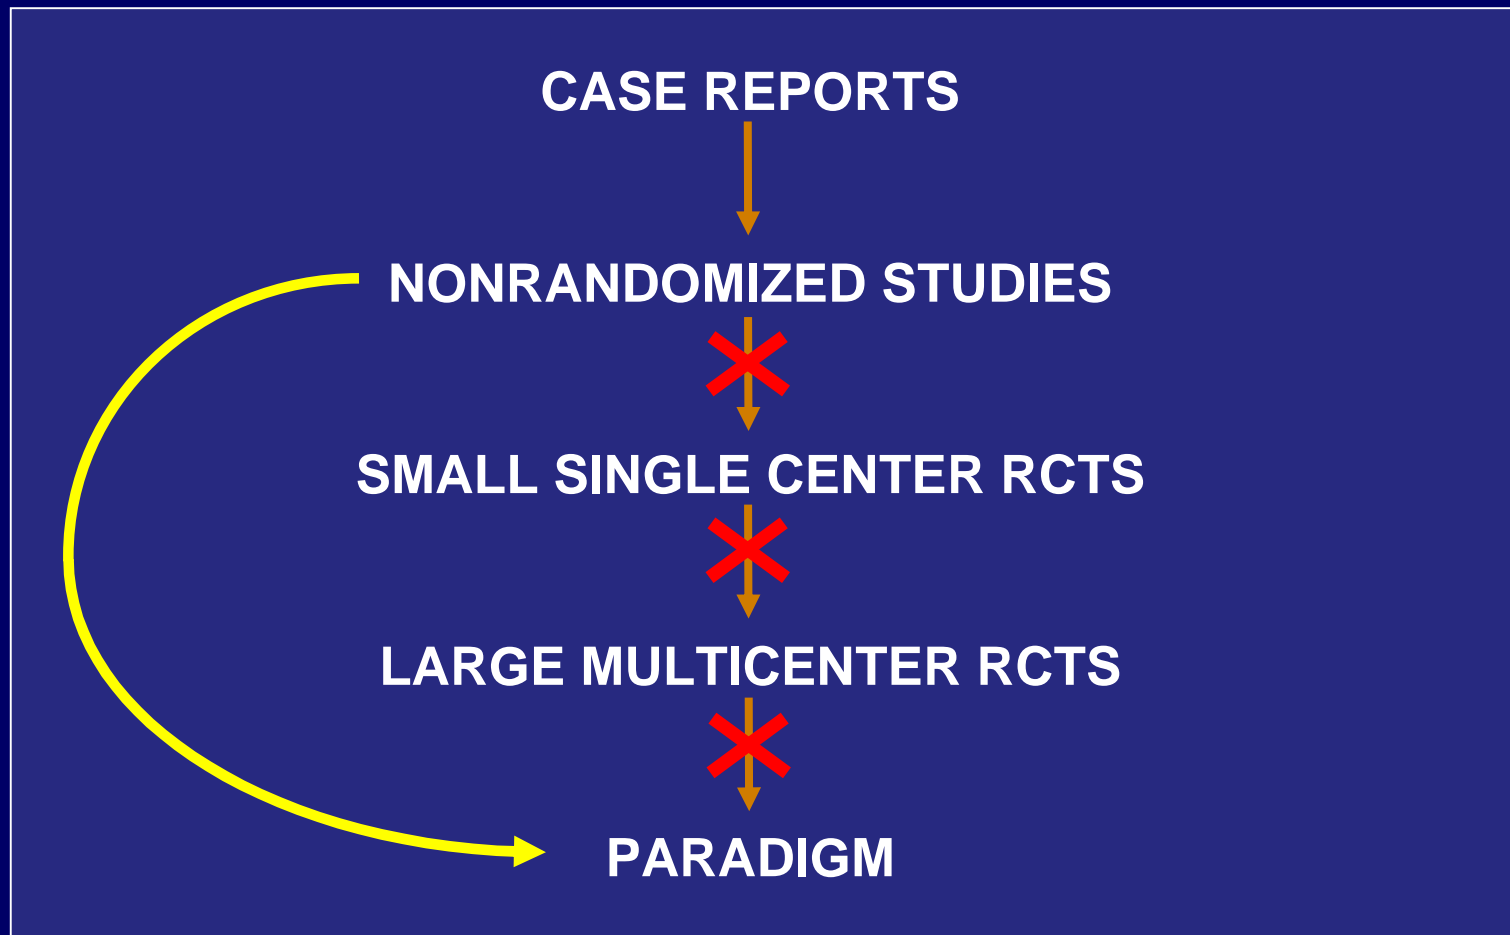 CASE REPORTS
NONRANDOMIZED STUDIES
SMALL SINGLE CENTER RCTS
LARGE MULTICENTER RCTS
PARADIGM